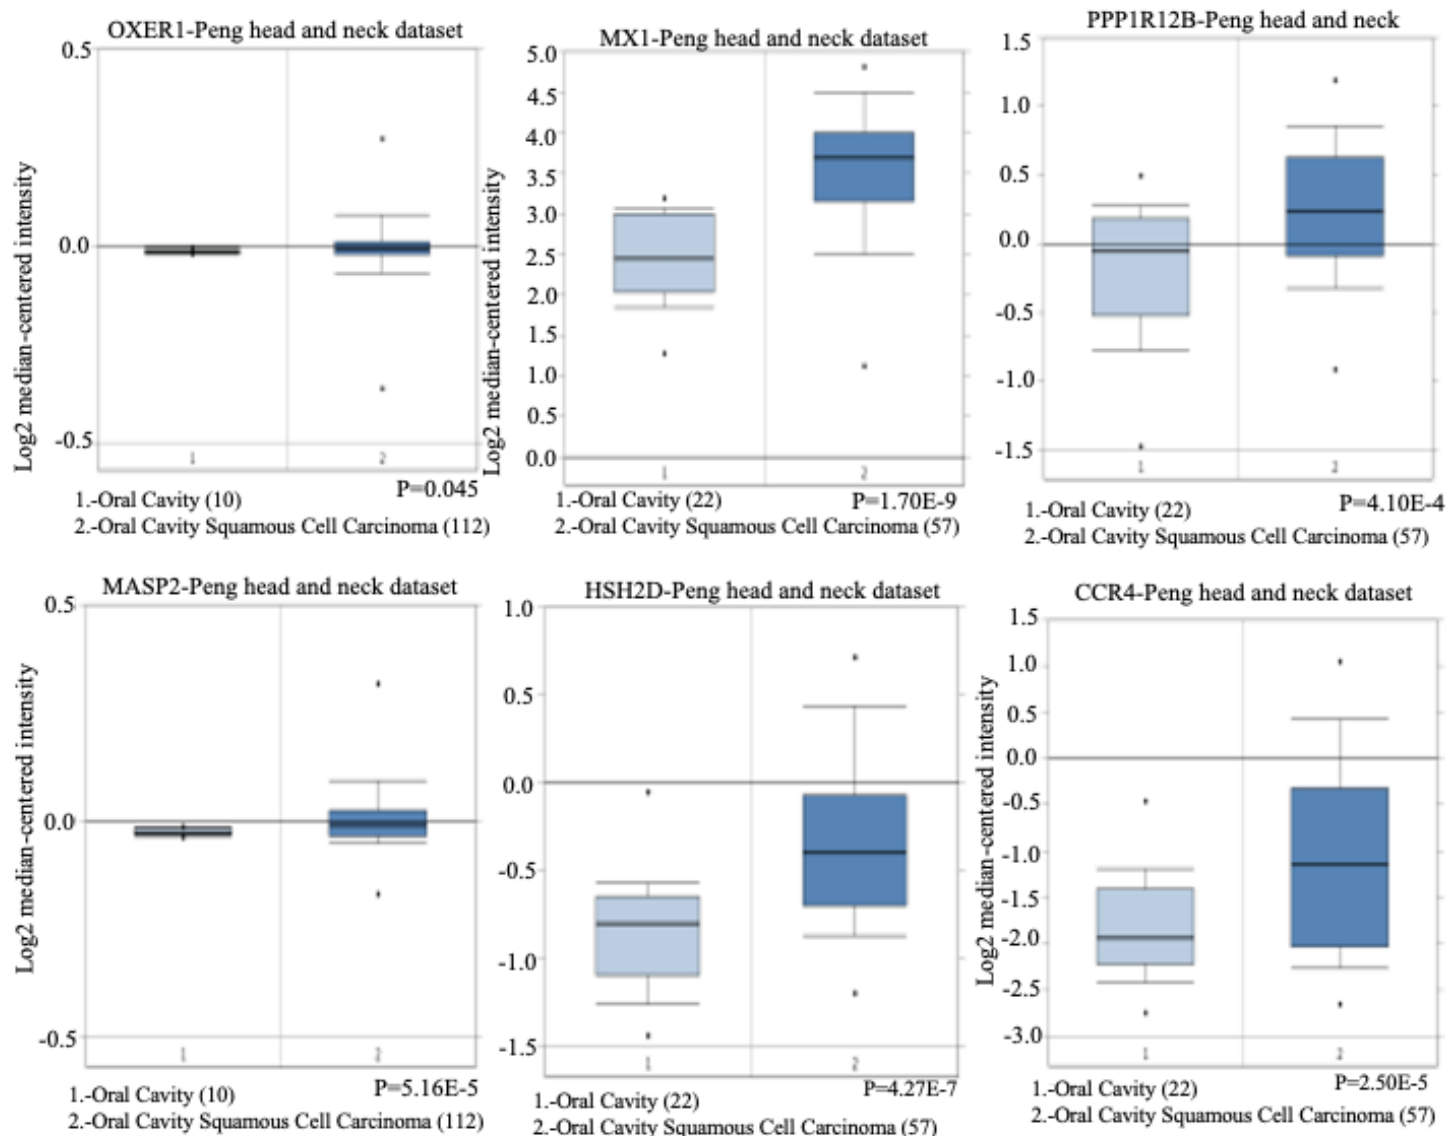 OXER1-Peng head and neck dataset
0.5
0.0
-0.5
Log2 median-centered intensity
1
2
P=0.045
1.-Oral Cavity (10)
2.-Oral Cavity Squamous Cell Carcinoma (112)
MX1-Peng head and neck dataset
5.0
4.5
4.0
3.5
3.0
2.5
2.0
1.5
1.0
0.5
0.0
Log2 median-centered intensity
1
2
1.-Oral Cavity (22)
P=1.70E-9
2.-Oral Cavity Squamous Cell Carcinoma (57)
PPP1R12B-Peng head and neck
1.5
1.0
0.5
0.0
-0.5
-1.0
-1.5
1
2
1.-Oral Cavity (22)
P=4.10E-4
2.-Oral Cavity Squamous Cell Carcinoma (57)
MASP2-Peng head and neck dataset
0.5
0.0
-0.5
Log2 median-centered intensity
1
2
1.-Oral Cavity (10)
P=5.16E-5
2.-Oral Cavity Squamous Cell Carcinoma (112)
HSH2D-Peng head and neck dataset
1.0
0.5
0.0
-0.5
-1.0
-1.5
1
2
1.-Oral Cavity (22)
P=4.27E-7
2.-Oral Cavity Squamous Cell Carcinoma (57)
CCR4-Peng head and neck dataset
1.5
1.0
0.5
0.0
-0.5
-1.0
-1.5
-2.0
-2.5
-3.0
Log2 median-centered intensity
1
2
1.-Oral Cavity (22)
P=2.50E-5
2.-Oral Cavity Squamous Cell Carcinoma (57)